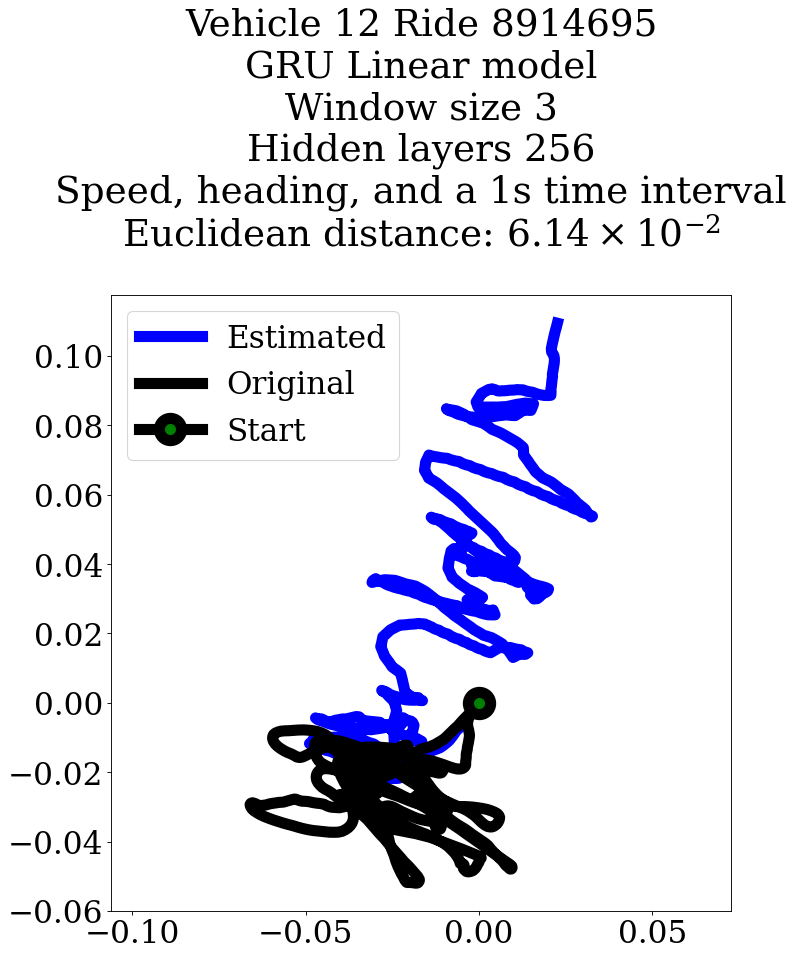 Vehicle 12 Ride 8914695
GRU Linear model
Window size 3
Hidden layers 256
Speed, heading, and a 1s time interval
Euclidean distance: 6.14 × 10⁻²
Estimated
Original
Start
0.10
0.08
0.06
0.04
0.02
0.00
−0.02
−0.04
−0.06
−0.10 −0.05 0.00 0.05